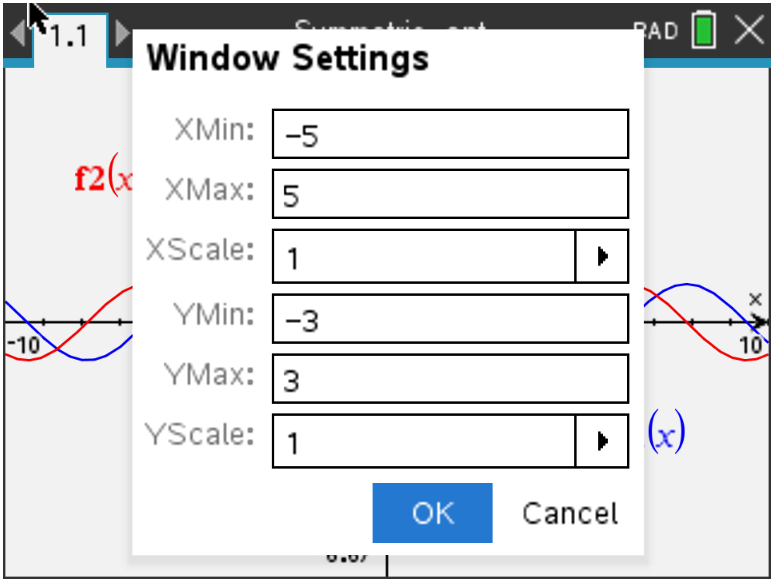 1.1
RAD
Window Settings
XMin: −5
XMax: 5
XScale: 1
YMin: −3
YMax: 3
YScale: 1
OK Cancel
f2(x
x
-10
10
(x)